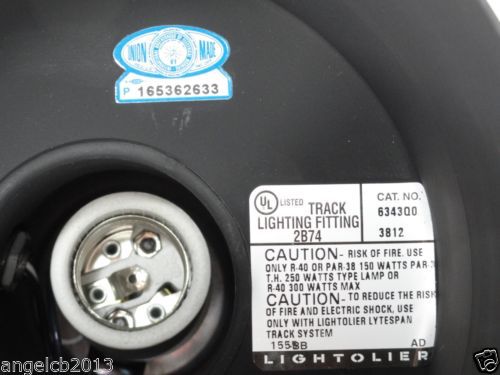 UNION MADE
P 165362633
UL LISTED TRACK
LIGHTING FITTING
2B74
CAT. NO.
6343Q0
3812
CAUTION- RISK OF FIRE. USE
ONLY R-40 OR PAR-38 150 WATTS PAR-
T.H. 250 WATTS TYPE LAMP OR
R-40 300 WATTS MAX
CAUTION- TO REDUCE THE RISK
OF FIRE AND ELECTRIC SHOCK, USE
ONLY WITH LIGHTOLIER LYTESPAN
TRACK SYSTEM
AD
LIGHTOLIER
angelcb2013